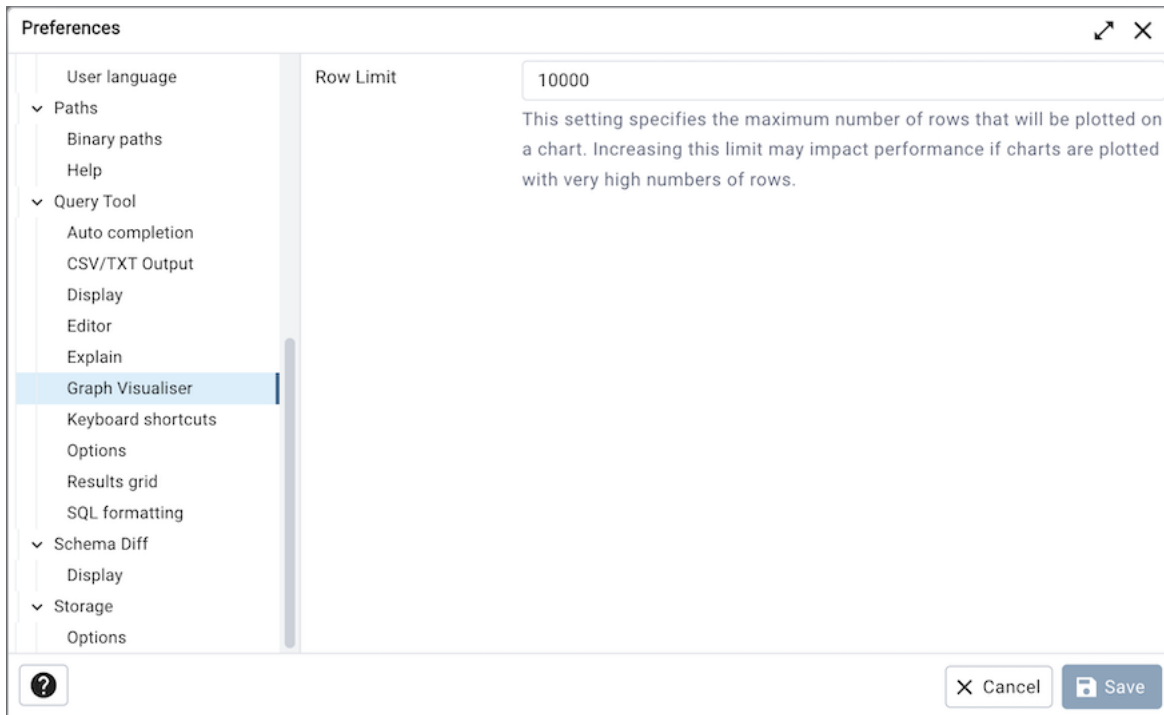 Preferences
User language
Paths
Binary paths
Help
Query Tool
Auto completion
CSV/TXT Output
Display
Editor
Explain
Graph Visualiser
Keyboard shortcuts
Options
Results grid
SQL formatting
Schema Diff
Display
Storage
Options
Row Limit
10000
This setting specifies the maximum number of rows that will be plotted on
a chart. Increasing this limit may impact performance if charts are plotted
with very high numbers of rows.
?
Cancel
Save